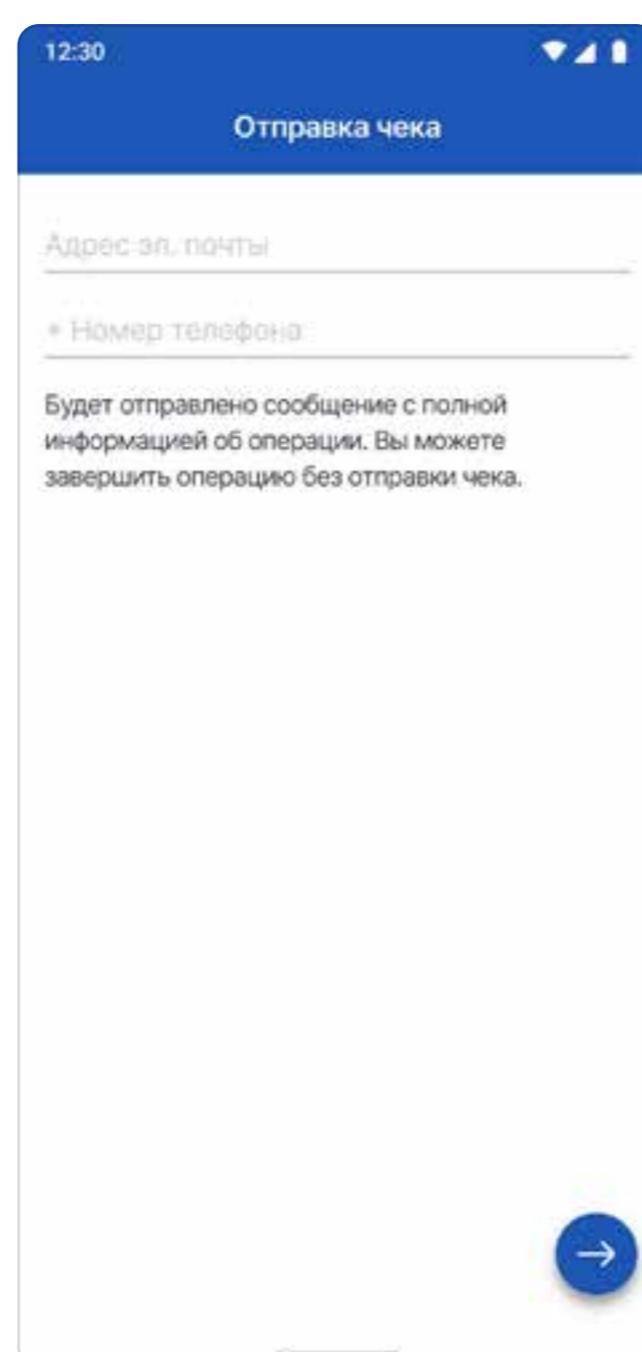 12:30
Отправка чека
Адрес эл. почты
+ Номер телефона
Будет отправлено сообщение с полной
информацией об операции. Вы можете
завершить операцию без отправки чека.